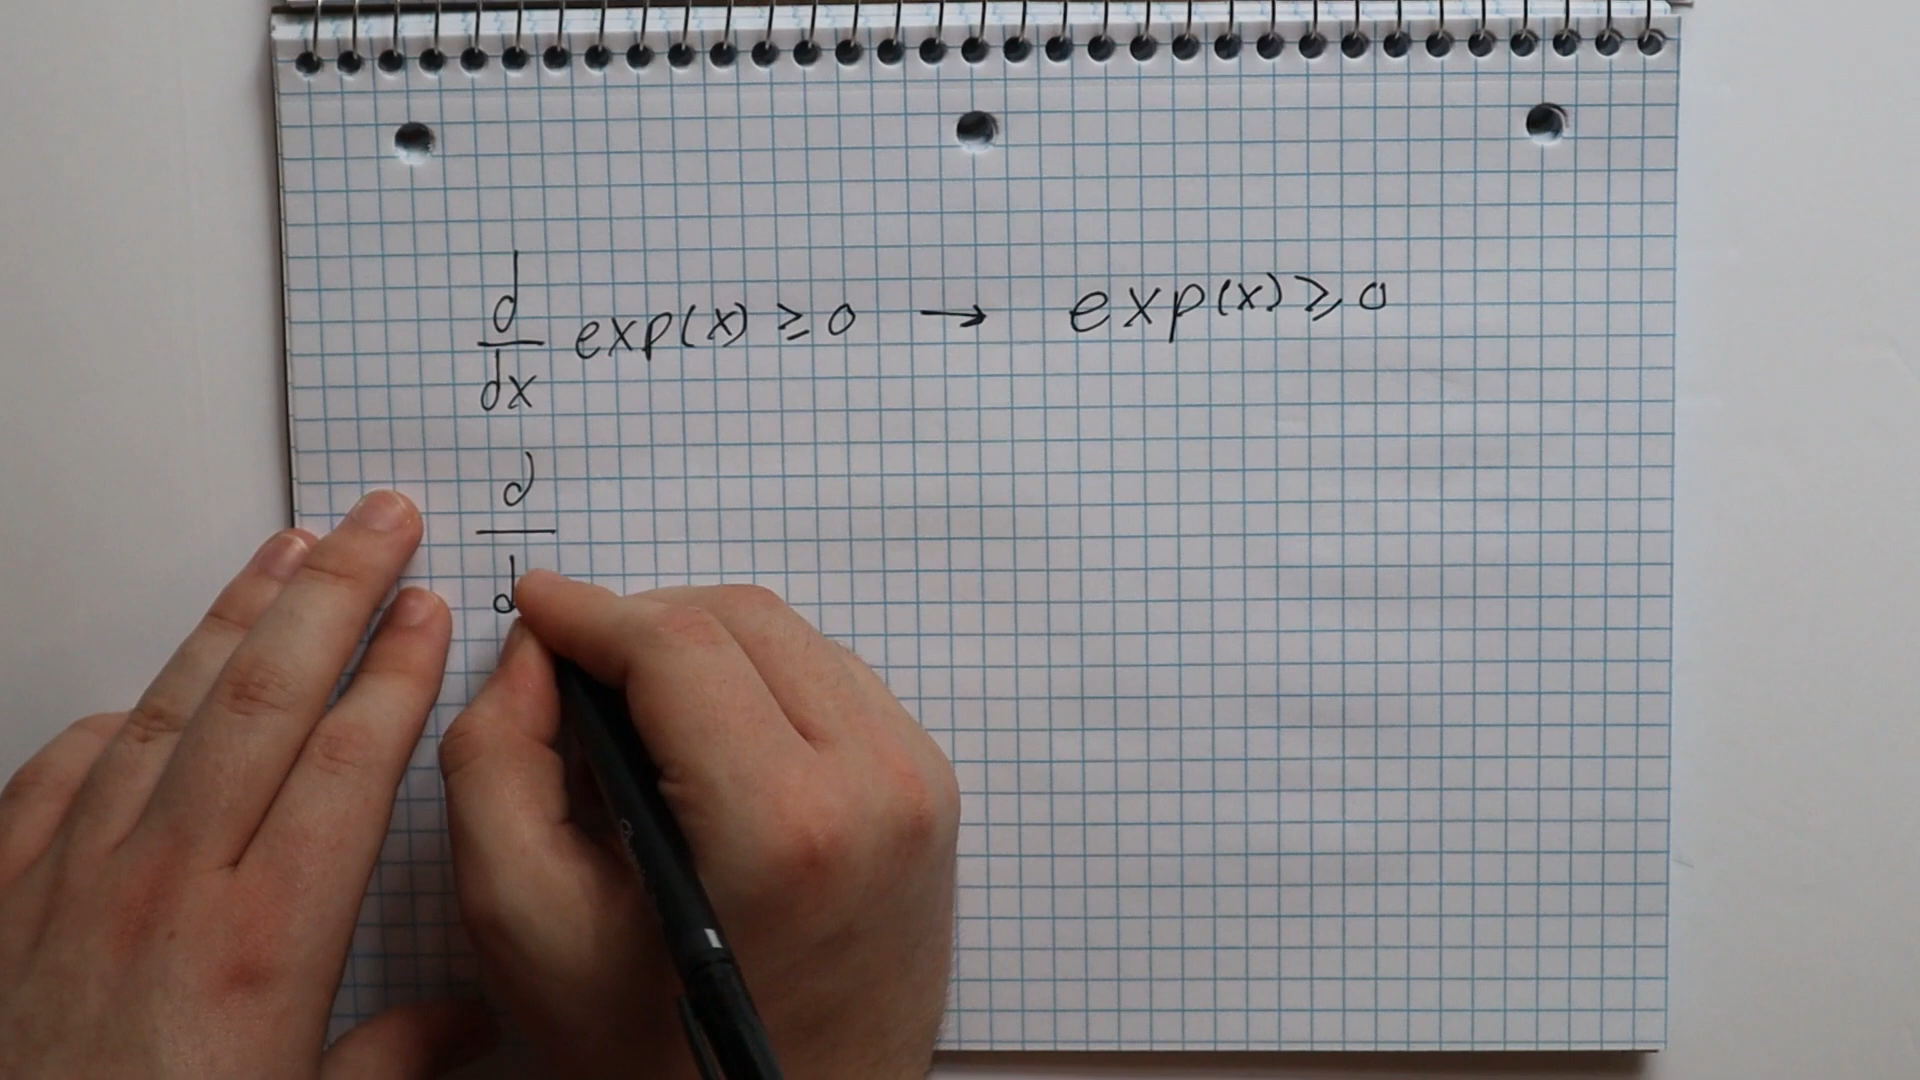 d/dx exp(x) ≥ 0 → exp(x) ≥ 0
d/d